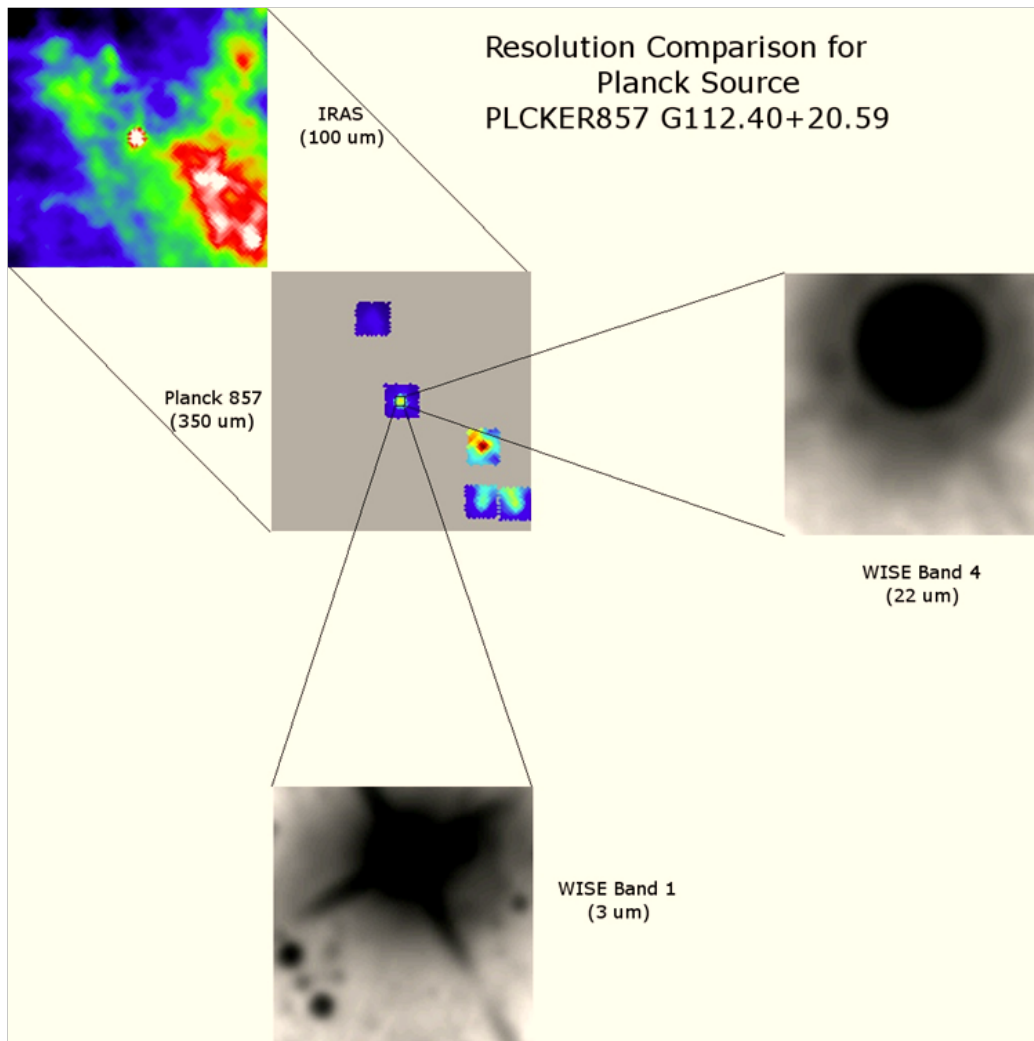 Resolution Comparison for
Planck Source
PLCKER857 G112.40+20.59
IRAS
(100 um)
Planck 857
(350 um)
WISE Band 4
(22 um)
WISE Band 1
(3 um)